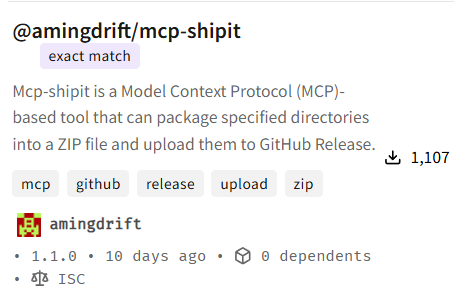 @amingdrift/mcp-shipit
exact match
Mcp-shipit is a Model Context Protocol (MCP)-
based tool that can package specified directories
into a ZIP file and upload them to GitHub Release.
1,107
mcp github release upload zip
amingdrift
• 1.1.0 • 10 days ago • 0 dependents
• ISC